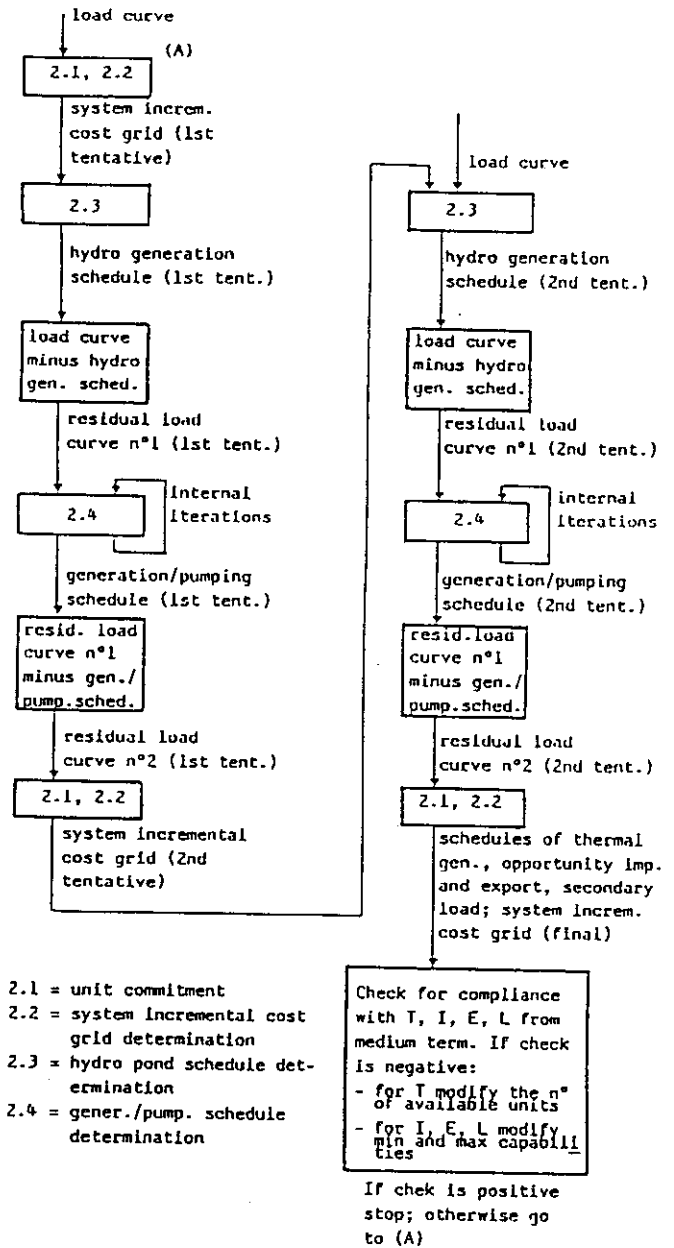 load curve
(A)
2.1, 2.2
system increm.
cost grid (1st
tentative)
2.3
hydro generation
schedule (1st tent.)
load curve
minus hydro
gen. sched.
residual load
curve n°1 (1st tent.)
2.4
internal
iterations
generation/pumping
schedule (1st tent.)
resid. load
curve n°1
minus gen./
pump.sched.
residual load
curve n°2 (1st tent.)
2.1, 2.2
system incremental
cost grid (2nd
tentative)
load curve
2.3
hydro generation
schedule (2nd tent.)
load curve
minus hydro
gen. sched.
residual load
curve n°1 (2nd tent.)
2.4
internal
iterations
generation/pumping
schedule (2nd tent.)
resid.load
curve n°1
minus gen./
pump.sched.
residual load
curve n°2 (2nd tent.)
2.1, 2.2
schedules of thermal
gen., opportunity imp.
and export, secondary
load; system increm.
cost grid (final)
Check for compliance
with T, I, E, L from
medium term. If check
is negative:
- for T modify the n°
of available units
- for I, E, L modify
min and max capabili
ties
If chek is positive
stop; otherwise go
to (A)
2.1 = unit commitment
2.2 = system incremental cost
grid determination
2.3 = hydro pond schedule det-
ermination
2.4 = gener./pump. schedule
determination